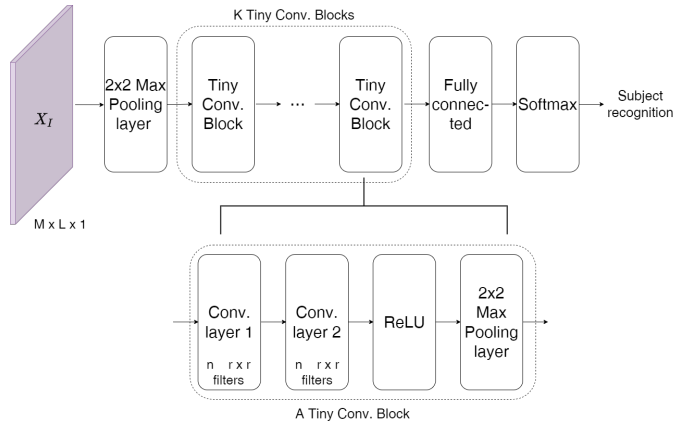 K Tiny Conv. Blocks
X_I
2x2 Max
Pooling
layer
Tiny
Conv.
Block
...
Tiny
Conv.
Block
Fully
connec-
ted
Softmax
Subject
recognition
M x L x 1
Conv.
layer 1
n r x r
filters
Conv.
layer 2
n r x r
filters
ReLU
2x2
Max
Pooling
layer
A Tiny Conv. Block